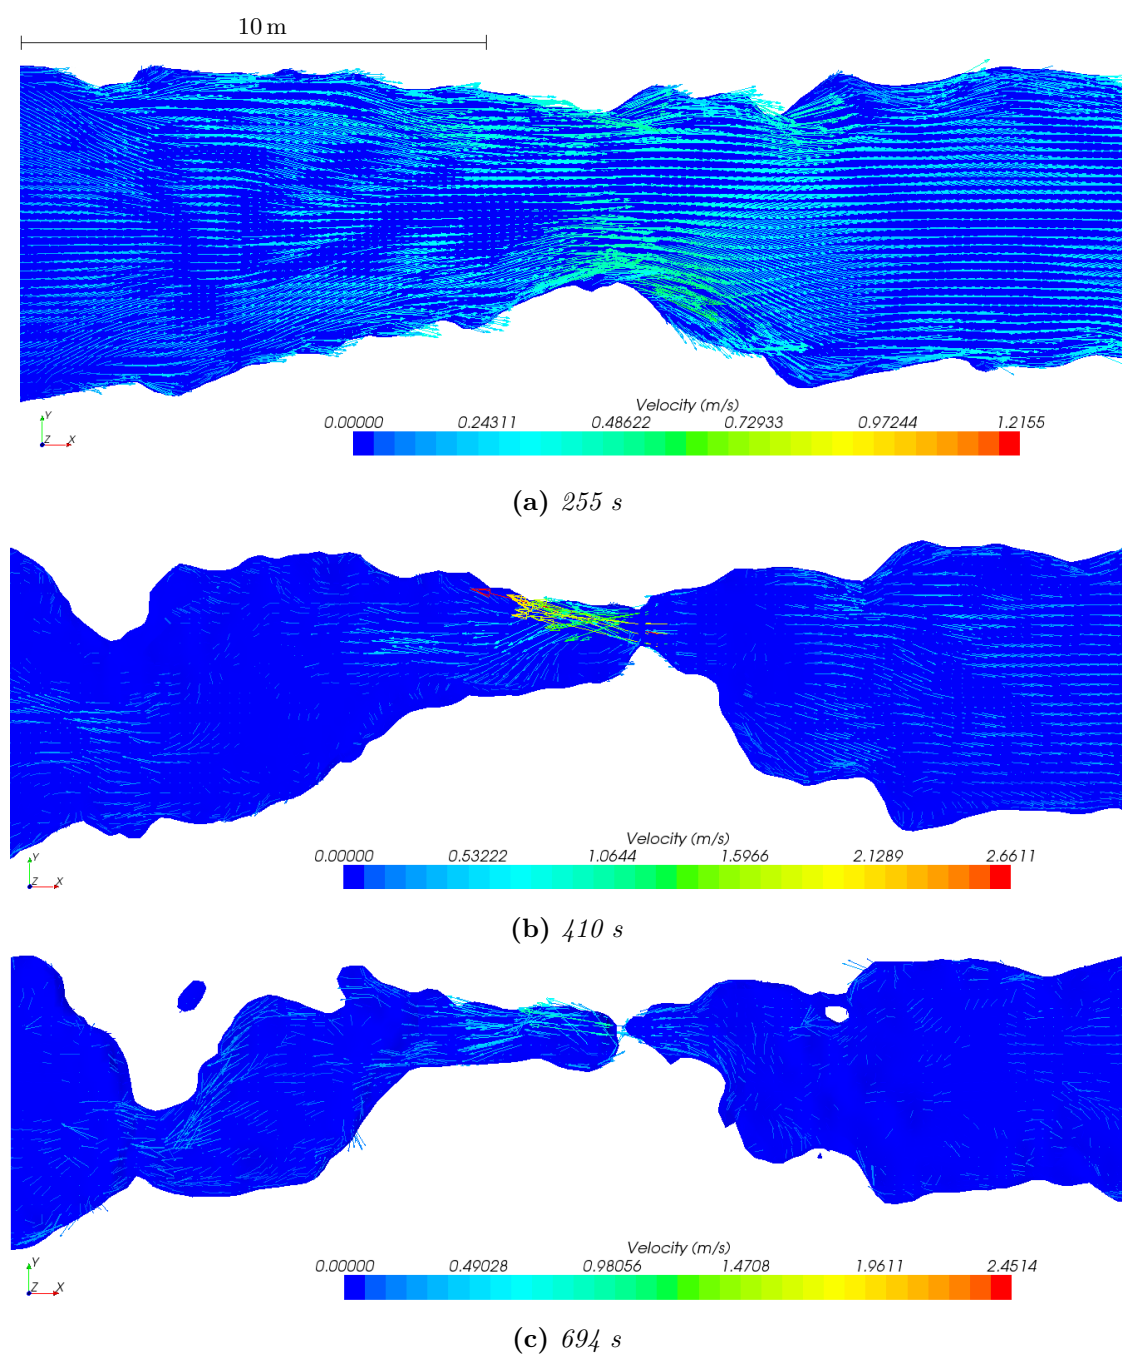 10 m
Velocity (m/s)
0.00000 0.24311 0.48622 0.72933 0.97244 1.2155
Y
Z X
(a) 255 s
Velocity (m/s)
0.00000 0.53222 1.0644 1.5966 2.1289 2.6611
Y
Z X
(b) 410 s
Velocity (m/s)
0.00000 0.49028 0.98056 1.4708 1.9611 2.4514
Y
Z X
(c) 694 s